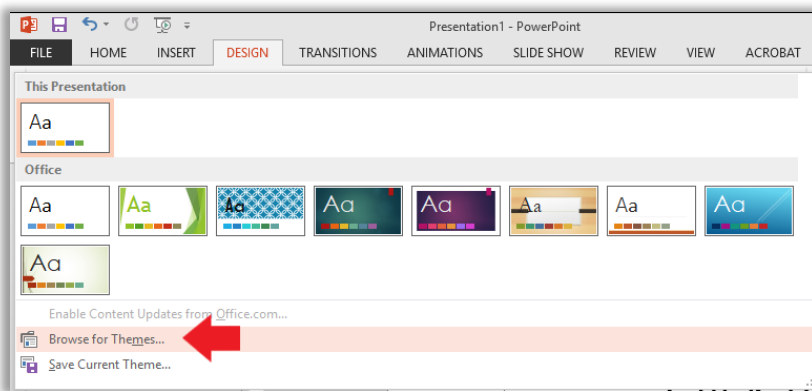 Presentation1 - PowerPoint
FILE HOME INSERT DESIGN TRANSITIONS ANIMATIONS SLIDE SHOW REVIEW VIEW ACROBAT
This Presentation
Aa
Office
Aa Aa Aa Aa Aa Aa Aa Aa
Aa
Enable Content Updates from Office.com...
Browse for Themes...
Save Current Theme...